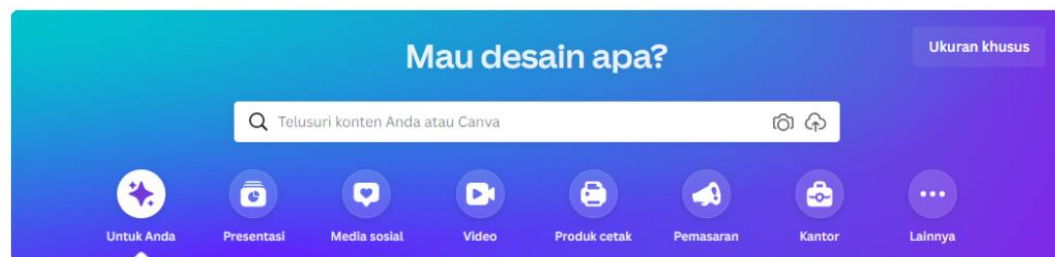 Mau desain apa?
Ukuran khusus
Telusuri konten Anda atau Canva
Untuk Anda
Presentasi
Media sosial
Video
Produk cetak
Pemasaran
Kantor
Lainnya